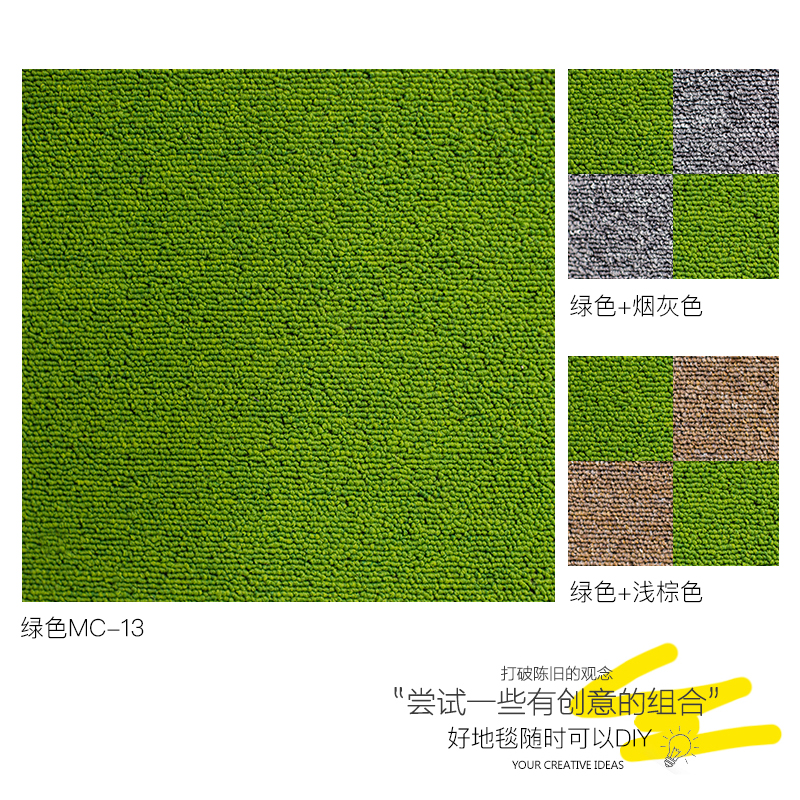 绿色+烟灰色
绿色+浅棕色
绿色MC-13
打破陈旧的观念
“尝试一些有创意的组合”
好地毯随时可以DIY
YOUR CREATIVE IDEAS